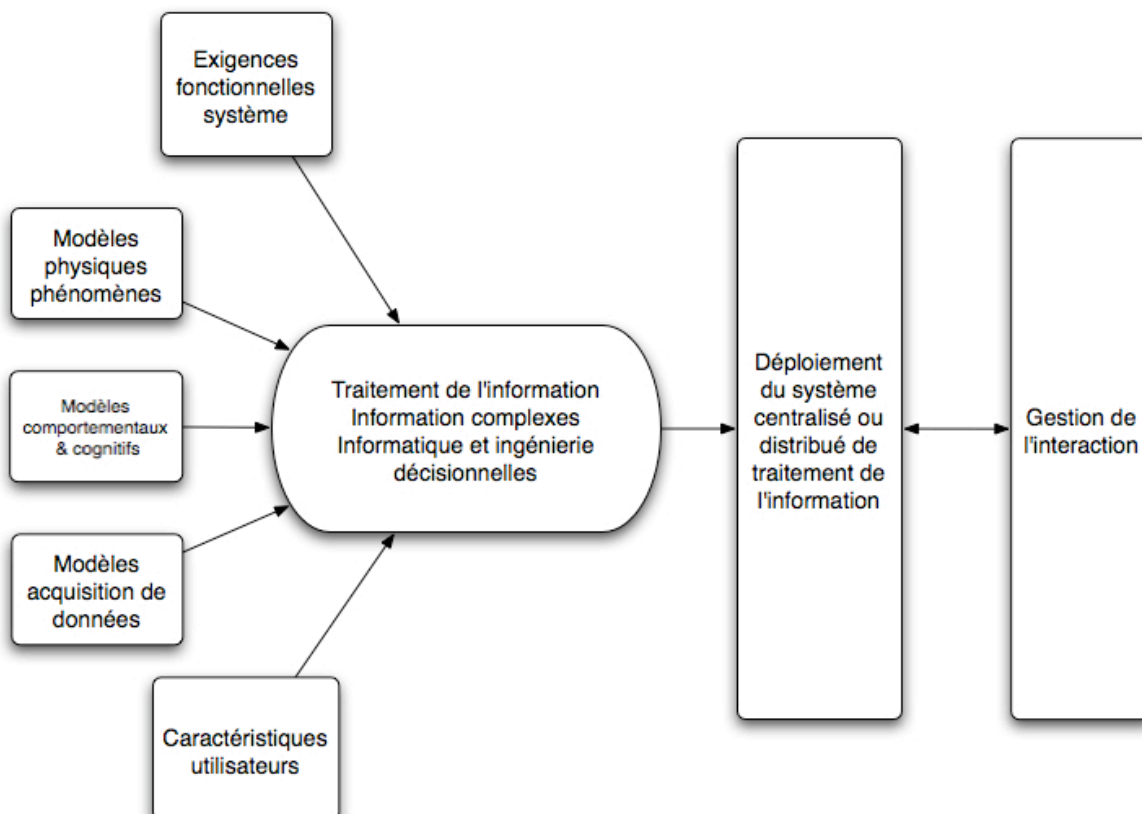 Exigences
fonctionnelles
système
Modèles
physiques
phénomènes
Modèles
comportementaux
& cognitifs
Modèles
acquisition de
données
Caractéristiques
utilisateurs
Traitement de l'information
Information complexes
Informatique et ingénierie
décisionnelles
Déploiement
du système
centralisé ou
distribué de
traitement de
l'information
Gestion de
l'interaction